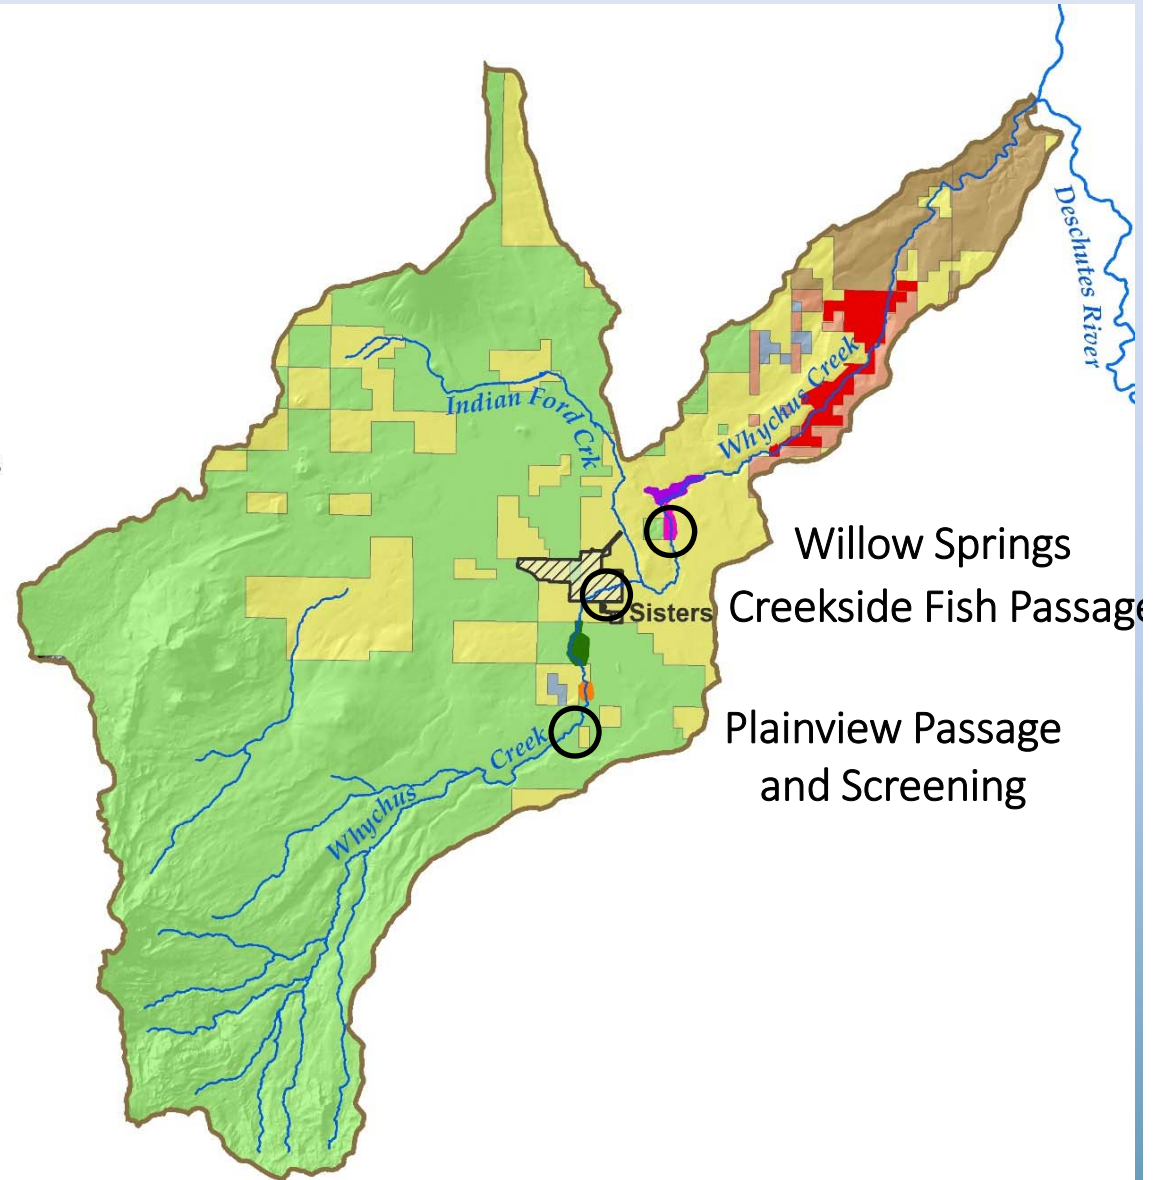 Deschutes River
Whychus Creek
Indian Ford Crk
Willow Springs
Sisters
Creekside Fish Passage
Plainview Passage
and Screening
Whychus Creek